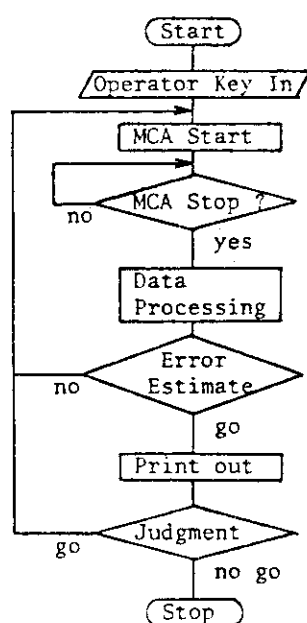 Start
Operator Key In
MCA Start
MCA Stop ?
no
yes
Data
Processing
Error
Estimate
no
go
Print out
Judgment
go
no go
Stop